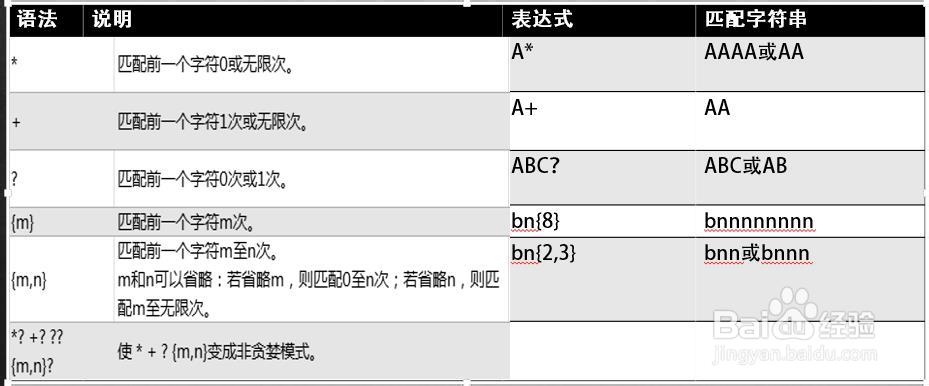 语法 说明 表达式 匹配字符串
* 匹配前一个字符0或无限次。 A* AAAA或AA
+ 匹配前一个字符1次或无限次。 A+ AA
? 匹配前一个字符0次或1次。 ABC? ABC或AB
{m} 匹配前一个字符m次。 bn{8} bnnnnnnnn
{m,n} 匹配前一个字符m至n次。 bn{2,3} bnn或bnnn
m和n可以省略：若省略m，则匹配0至n次；若省略n，则匹
配m至无限次。
*? +? ??
{m,n}? 使 * + ? {m,n}变成非贪婪模式。
Baidu 经验
jingyan.baidu.com